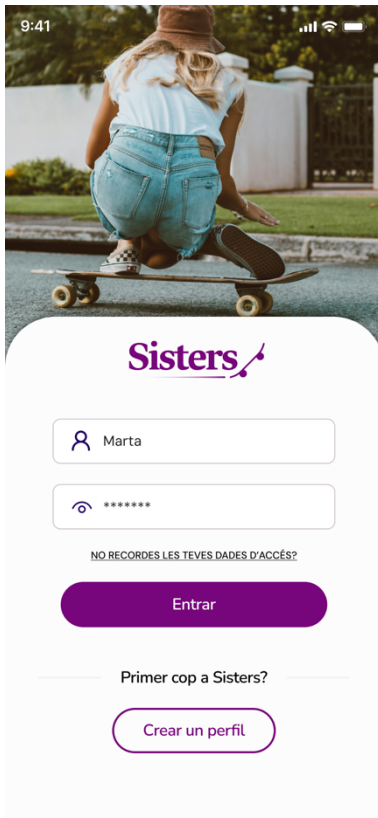 9:41
Sisters
Marta
*******
NO RECORDES LES TEVES DADES D'ACCÉS?
Entrar
Primer cop a Sisters?
Crear un perfil